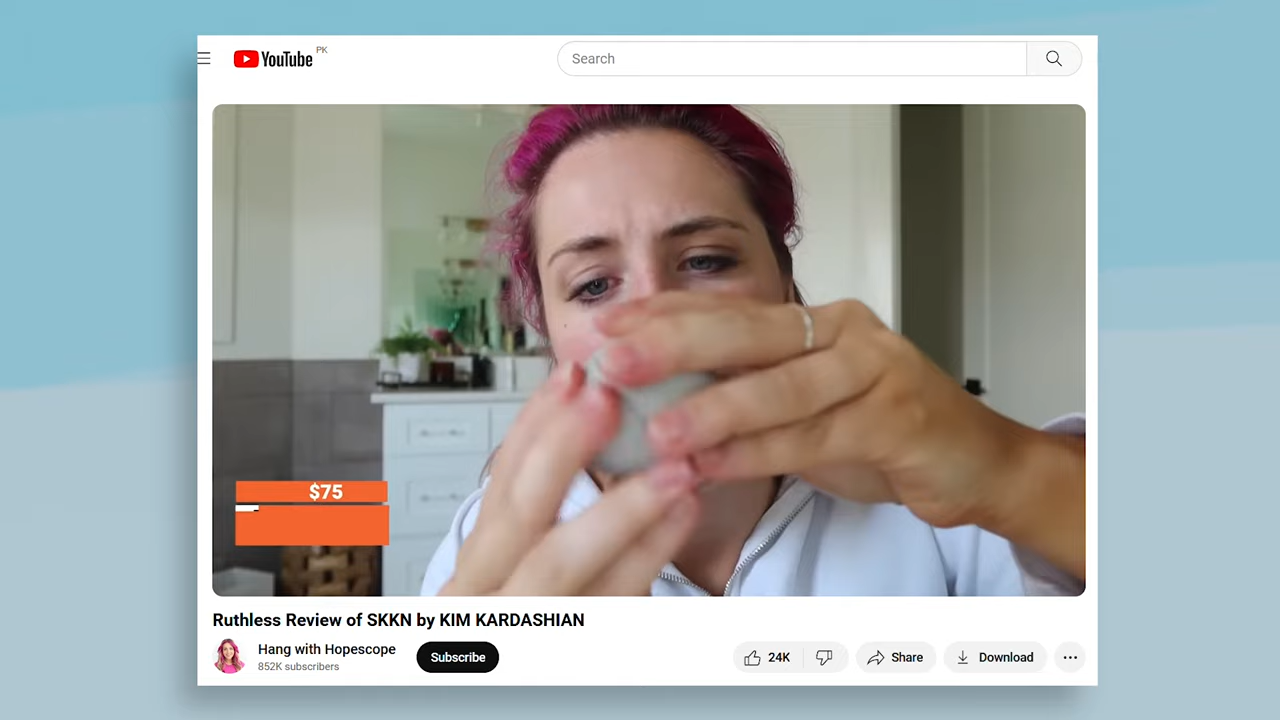 YouTube PK
Search
$75
Ruthless Review of SKKN by KIM KARDASHIAN
Hang with Hopescope
852K subscribers
Subscribe
24K
Share
Download